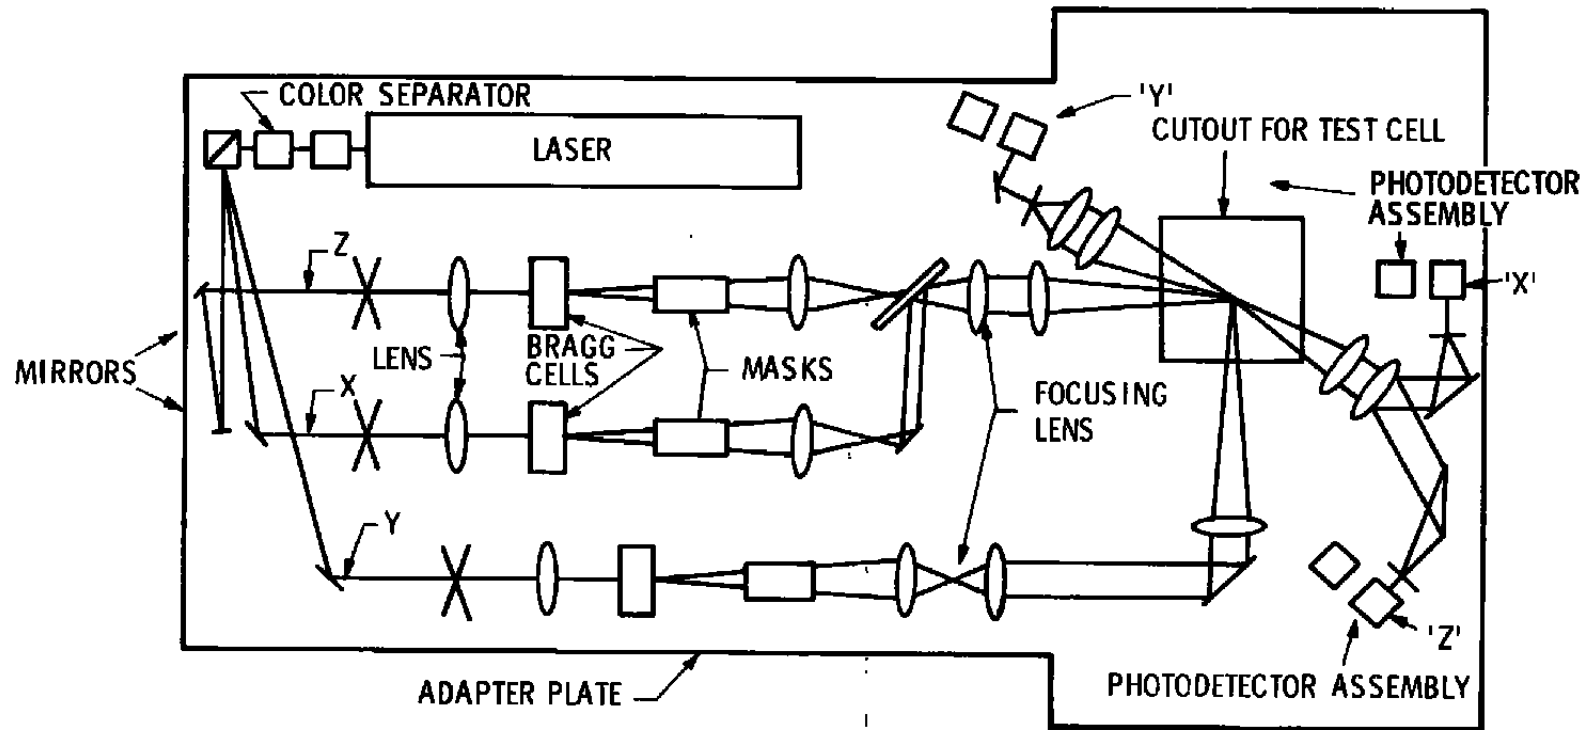 COLOR SEPARATOR
LASER
'Y'
CUTOUT FOR TEST CELL
PHOTODETECTOR
ASSEMBLY
'X'
Z
MIRRORS
LENS
BRAGG
CELLS
MASKS
X
FOCUSING
LENS
Y
'Z'
ADAPTER PLATE
PHOTODETECTOR ASSEMBLY